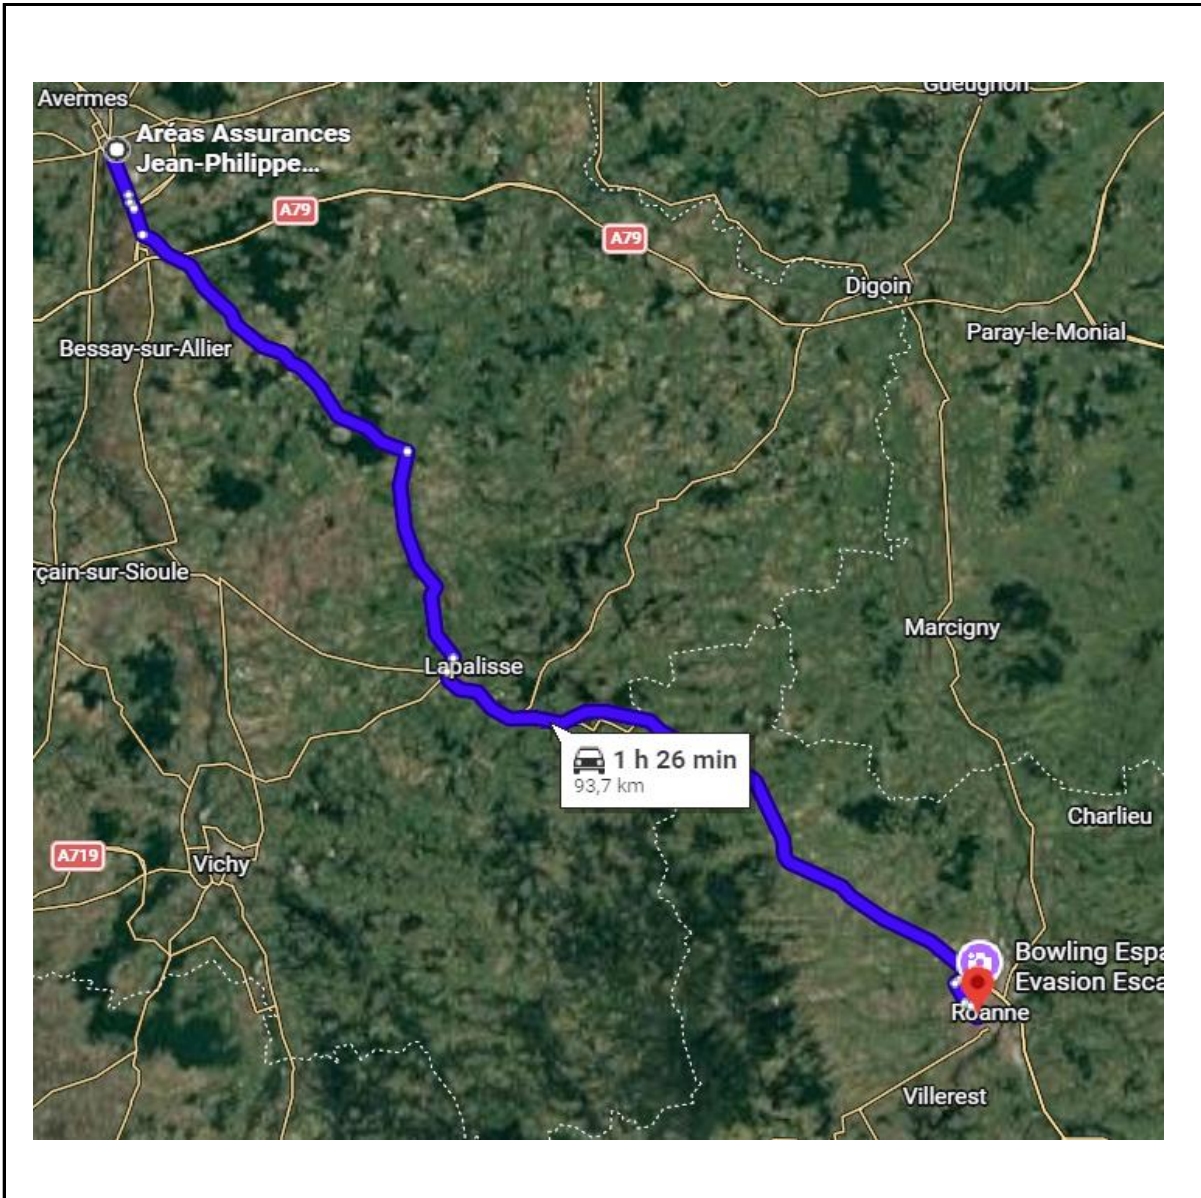 Gueugnon
Avermes
Aréas Assurances
Jean-Philippe...
A79
A79
Digoin
Paray-le-Monial
Bessay-sur-Allier
rçain-sur-Sioule
Marcigny
Lapalisse
1 h 26 min
93,7 km
Charlieu
A719
Vichy
Bowling Espa
Evasion Esca
Roanne
Villerest